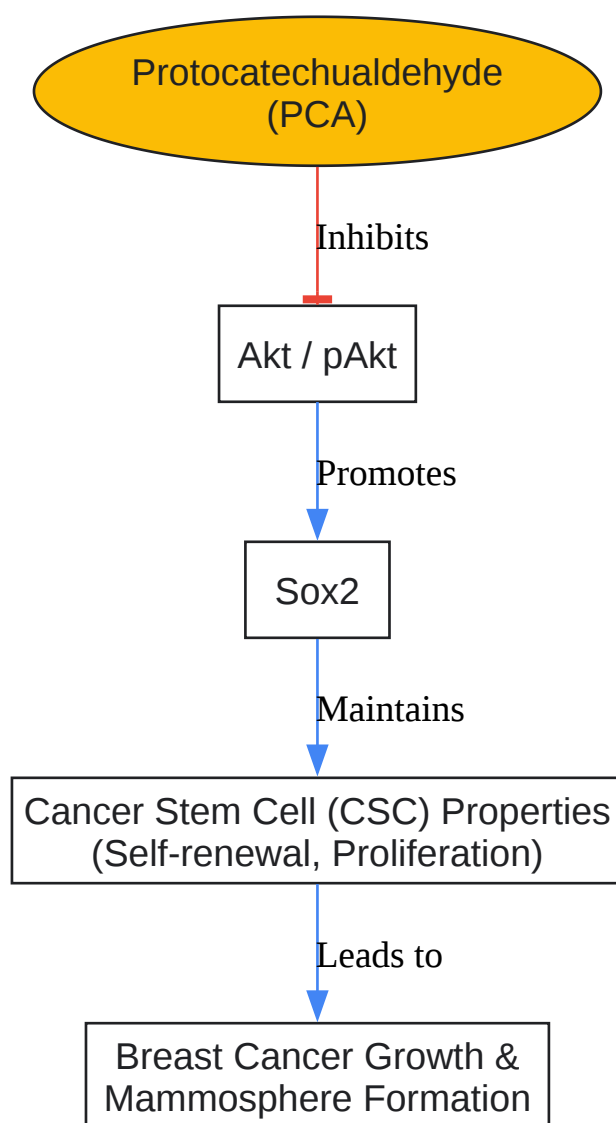 Protocatechualdehyde
(PCA)
Inhibits
Akt / pAkt
Promotes
Sox2
Maintains
Cancer Stem Cell (CSC) Properties
(Self-renewal, Proliferation)
Leads to
Breast Cancer Growth &
Mammosphere Formation